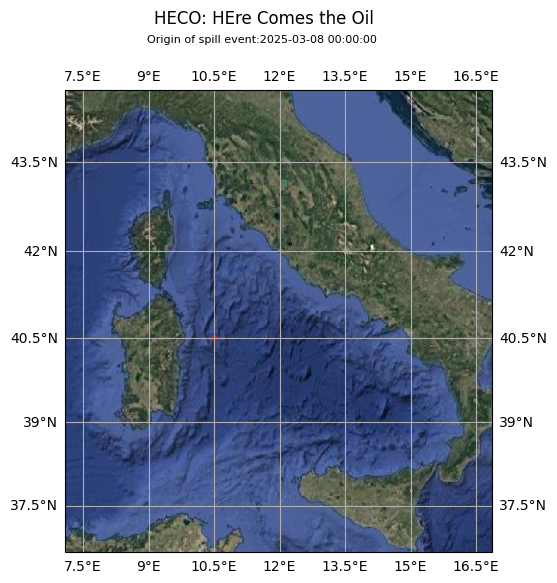 HECO: HEre Comes the Oil
Origin of spill event:2025-03-08 00:00:00
7.5°E 9°E 10.5°E 12°E 13.5°E 15°E 16.5°E
43.5°N 43.5°N
42°N 42°N
40.5°N 40.5°N
39°N 39°N
37.5°N 37.5°N
7.5°E 9°E 10.5°E 12°E 13.5°E 15°E 16.5°E